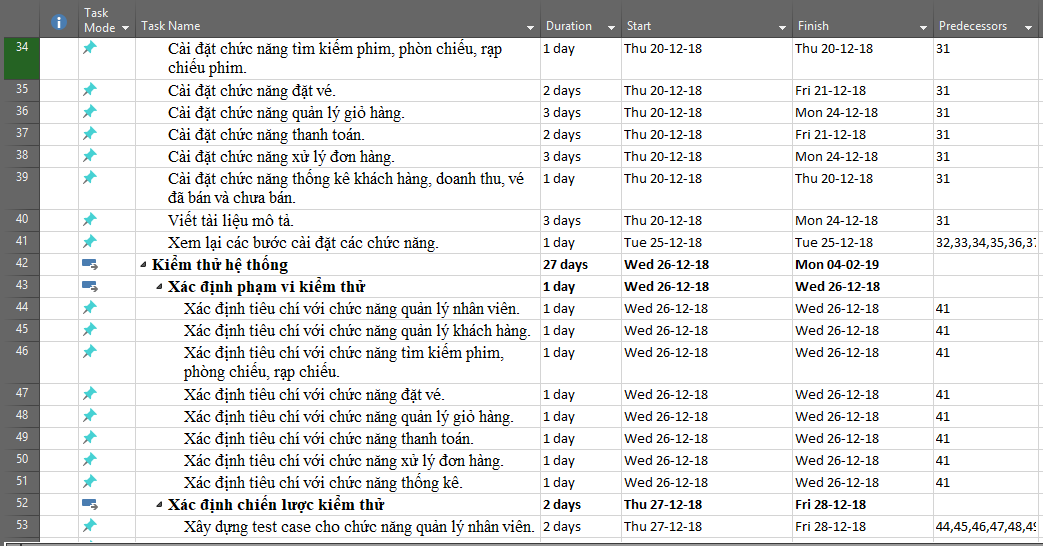 Task
Mode
Task Name
Duration
Start
Finish
Predecessors
34 Cài đặt chức năng tìm kiếm phim, phòn chiếu, rạp
chiếu phim. 1 day Thu 20-12-18 Thu 20-12-18 31
35 Cài đặt chức năng đặt vé. 2 days Thu 20-12-18 Fri 21-12-18 31
36 Cài đặt chức năng quản lý giỏ hàng. 3 days Thu 20-12-18 Mon 24-12-18 31
37 Cài đặt chức năng thanh toán. 2 days Thu 20-12-18 Fri 21-12-18 31
38 Cài đặt chức năng xử lý đơn hàng. 3 days Thu 20-12-18 Mon 24-12-18 31
39 Cài đặt chức năng thống kê khách hàng, doanh thu, vé
đã bán và chưa bán. 1 day Thu 20-12-18 Thu 20-12-18 31
40 Viết tài liệu mô tả. 3 days Thu 20-12-18 Mon 24-12-18 31
41 Xem lại các bước cài đặt các chức năng. 1 day Tue 25-12-18 Tue 25-12-18 32,33,34,35,36,37
42 Kiểm thử hệ thống 27 days Wed 26-12-18 Mon 04-02-19
43 Xác định phạm vi kiểm thử 1 day Wed 26-12-18 Wed 26-12-18
44 Xác định tiêu chí với chức năng quản lý nhân viên. 1 day Wed 26-12-18 Wed 26-12-18 41
45 Xác định tiêu chí với chức năng quản lý khách hàng. 1 day Wed 26-12-18 Wed 26-12-18 41
46 Xác định tiêu chí với chức năng tìm kiếm phim,
phòng chiếu, rạp chiếu. 1 day Wed 26-12-18 Wed 26-12-18 41
47 Xác định tiêu chí với chức năng đặt vé. 1 day Wed 26-12-18 Wed 26-12-18 41
48 Xác định tiêu chí với chức năng quản lý giỏ hàng. 1 day Wed 26-12-18 Wed 26-12-18 41
49 Xác định tiêu chí với chức năng thanh toán. 1 day Wed 26-12-18 Wed 26-12-18 41
50 Xác định tiêu chí với chức năng xử lý đơn hàng. 1 day Wed 26-12-18 Wed 26-12-18 41
51 Xác định tiêu chí với chức năng thống kê. 1 day Wed 26-12-18 Wed 26-12-18 41
52 Xác định chiến lược kiểm thử 2 days Thu 27-12-18 Fri 28-12-18
53 Xây dựng test case cho chức năng quản lý nhân viên. 2 days Thu 27-12-18 Fri 28-12-18 44,45,46,47,48,49